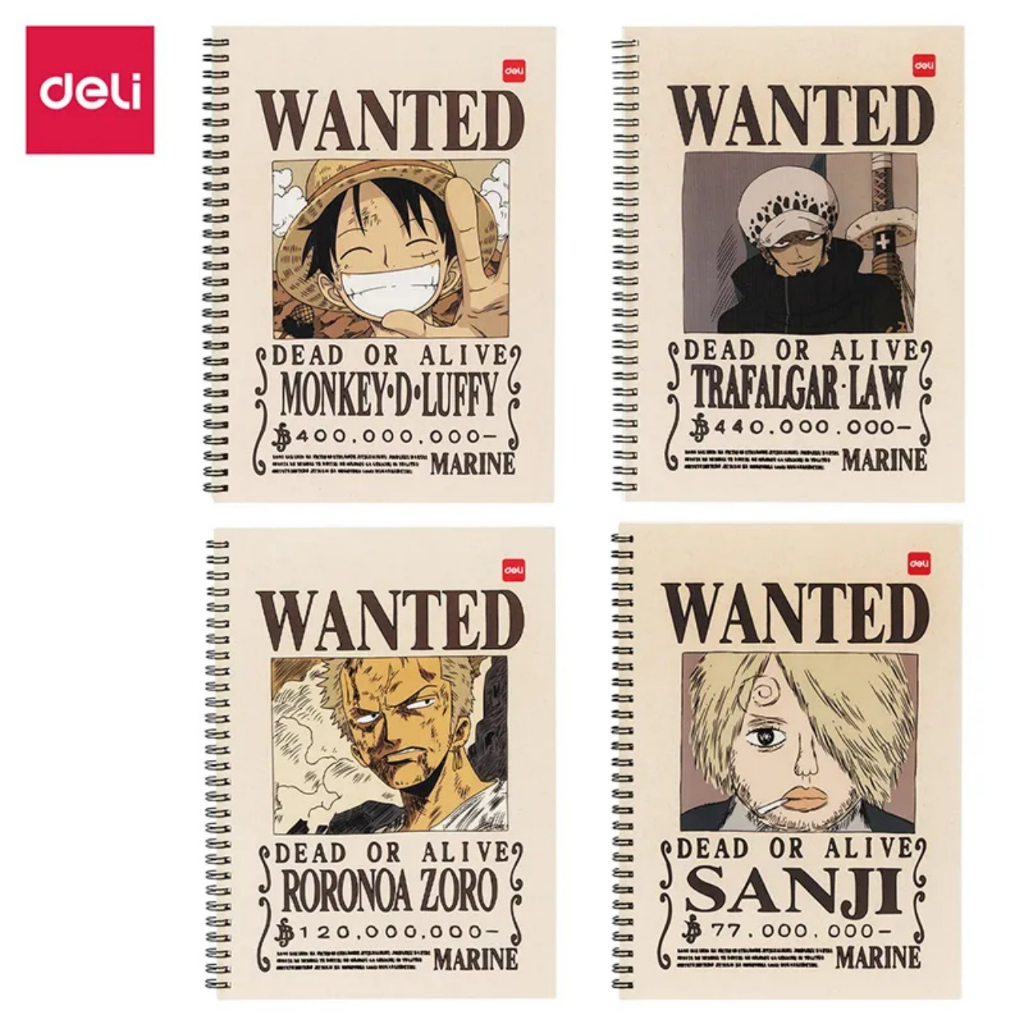 deli
deli
WANTED
DEAD OR ALIVE
MONKEY•D•LUFFY
฿400,000,000-
MARINE
deli
WANTED
DEAD OR ALIVE
TRAFALGAR·LAW
฿440.000.000-
MARINE
deli
WANTED
DEAD OR ALIVE
RORONOA ZORO
฿120,000,000-
MARINE
deli
WANTED
DEAD OR ALIVE
SANJI
฿77.000.000-
MARINE